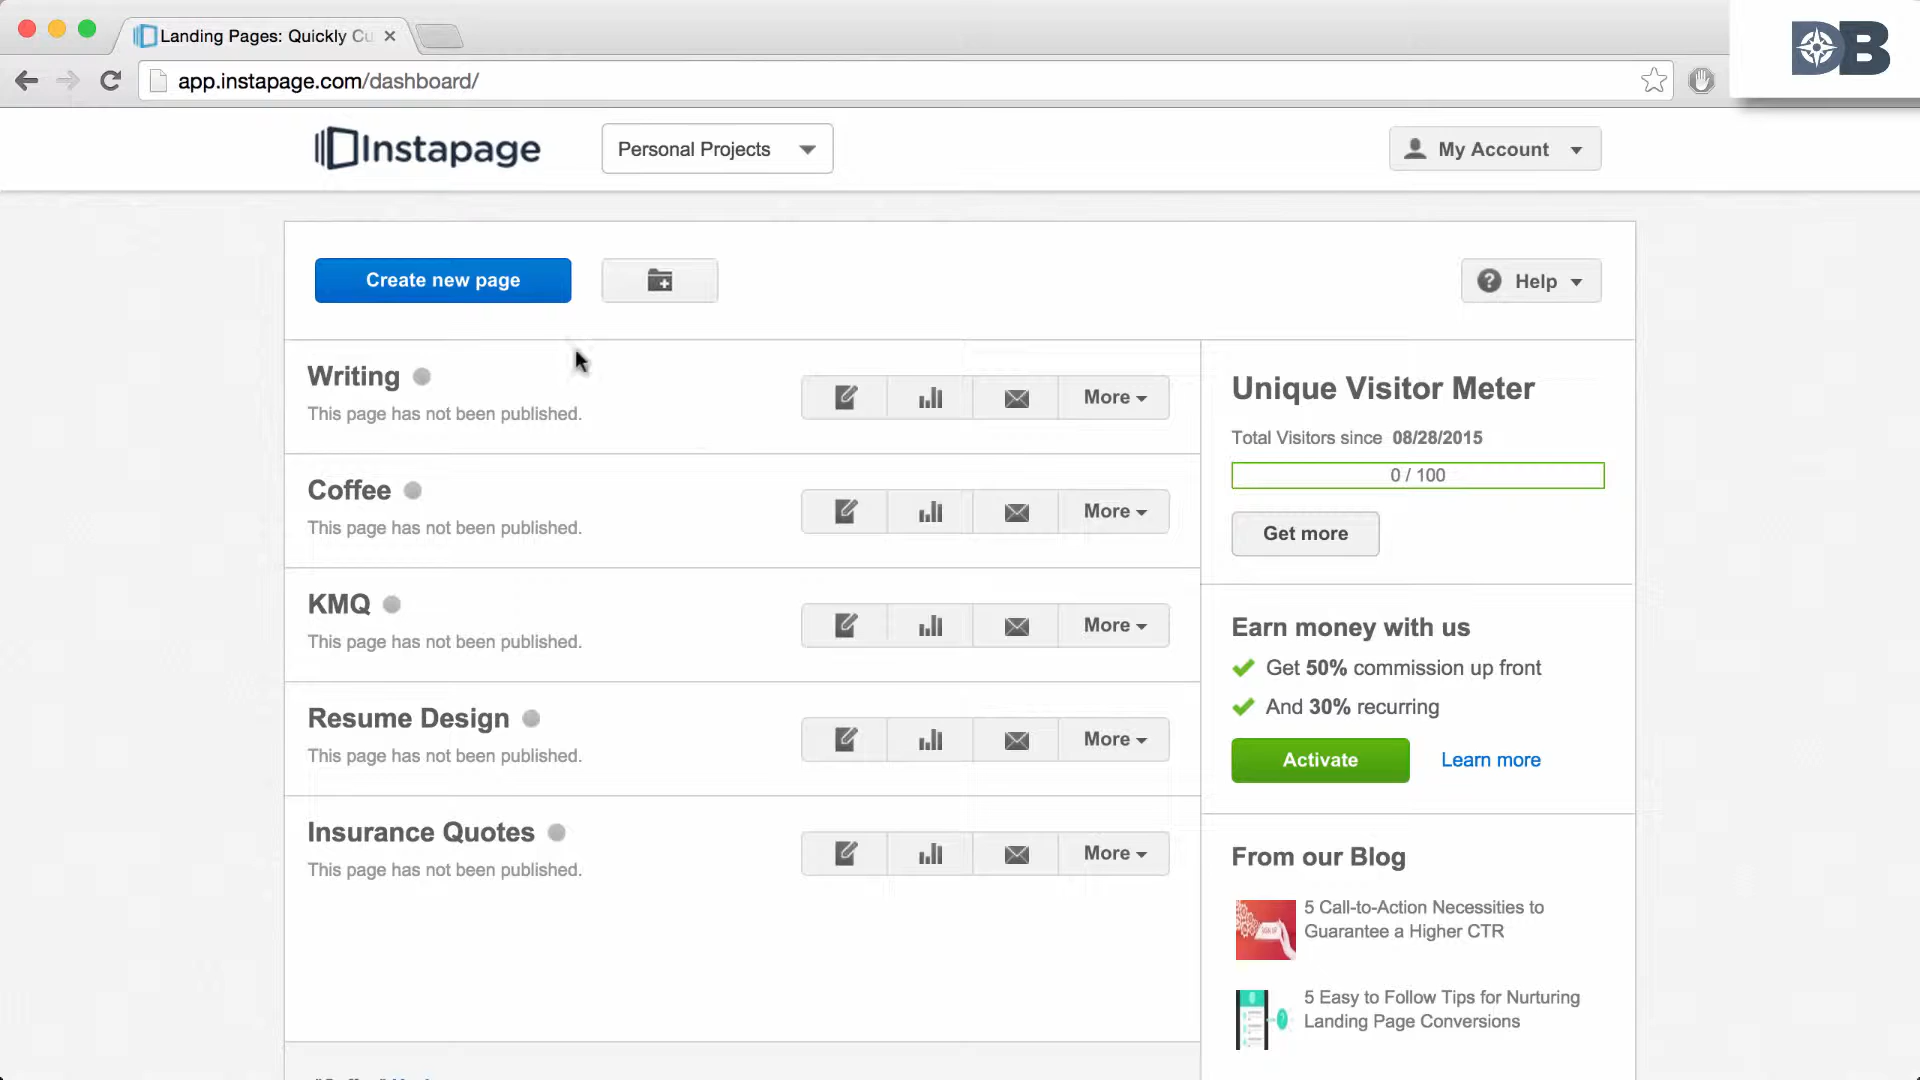 Landing Pages: Quickly Cu
DB
app.instapage.com/dashboard/
Instapage
Personal Projects
My Account
Create new page
Help
Writing
This page has not been published.
More
Coffee
This page has not been published.
More
KMQ
This page has not been published.
More
Resume Design
This page has not been published.
More
Insurance Quotes
This page has not been published.
More
Unique Visitor Meter
Total Visitors since 08/28/2015
0 / 100
Get more
Earn money with us
Get 50% commission up front
And 30% recurring
Activate
Learn more
From our Blog
5 Call-to-Action Necessities to
Guarantee a Higher CTR
5 Easy to Follow Tips for Nurturing
Landing Page Conversions